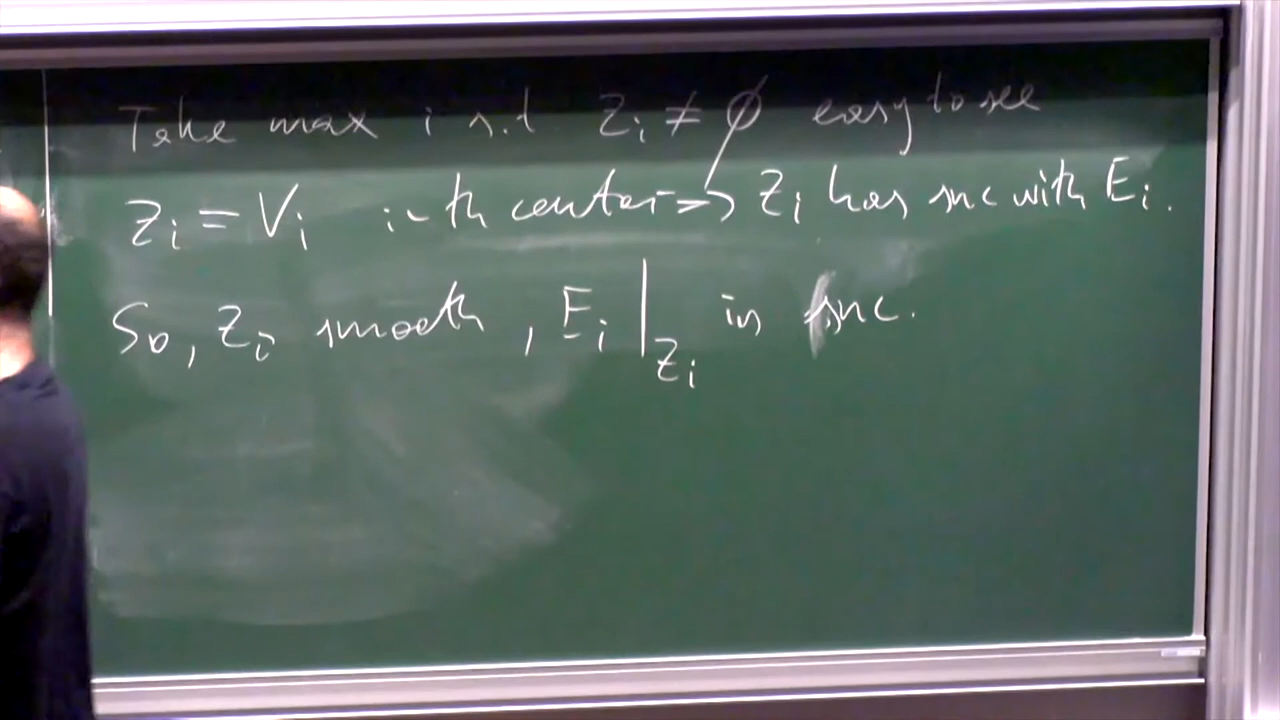 Take max i s.t. Z_i ≠ ∅ easy to see
Z_i = V_i i-th center => Z_i has snc with E_i.
So, Z_i smooth, E_i|_{Z_i} is snc.